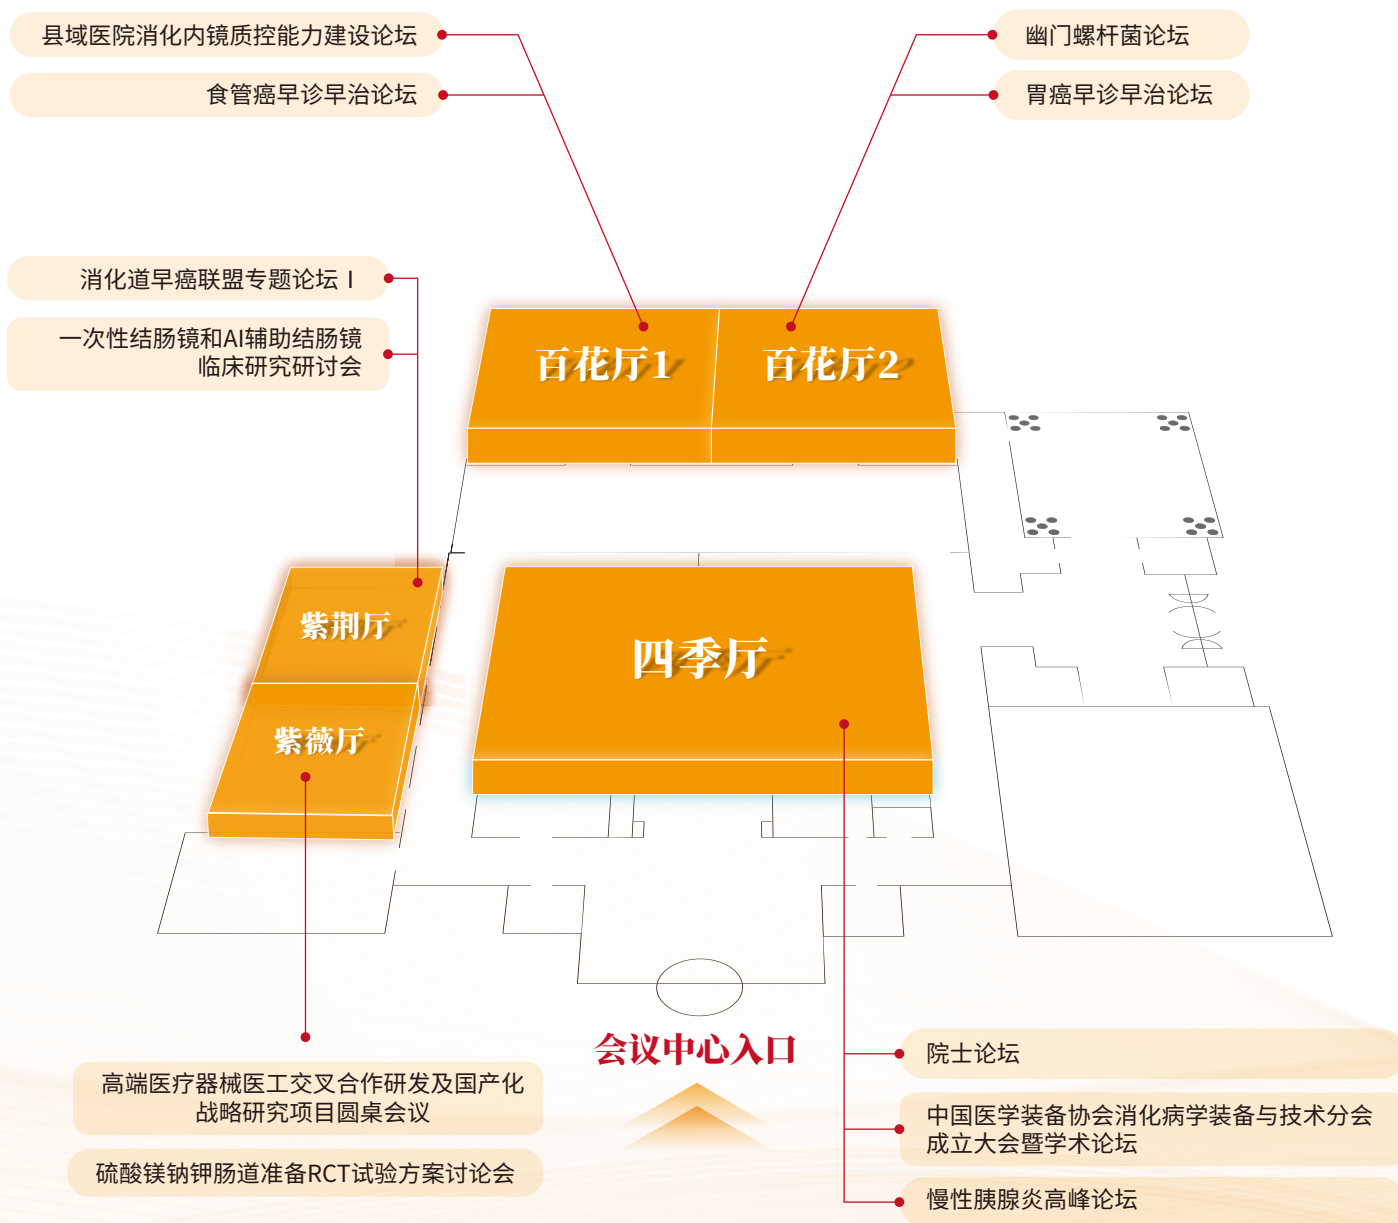 县域医院消化内镜质控能力建设论坛
食管癌早诊早治论坛
幽门螺杆菌论坛
胃癌早诊早治论坛
消化道早癌联盟专题论坛Ⅰ
一次性结肠镜和AI辅助结肠镜
临床研究研讨会
百花厅1
百花厅2
紫荆厅
四季厅
紫薇厅
会议中心入口
高端医疗器械医工交叉合作研发及国产化
战略研究项目圆桌会议
硫酸镁钠钾肠道准备RCT试验方案讨论会
院士论坛
中国医学装备协会消化病学装备与技术分会
成立大会暨学术论坛
慢性胰腺炎高峰论坛